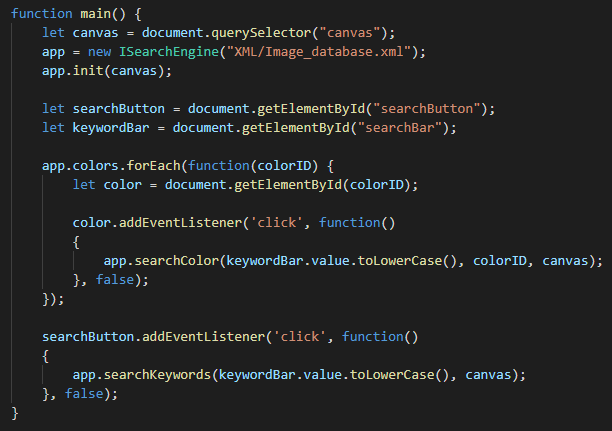 function main() {
    let canvas = document.querySelector("canvas");
    app = new ISearchEngine("XML/Image_database.xml");
    app.init(canvas);

    let searchButton = document.getElementById("searchButton");
    let keywordBar = document.getElementById("searchBar");

    app.colors.forEach(function(colorID) {
        let color = document.getElementById(colorID);

        color.addEventListener('click', function()
        {
            app.searchColor(keywordBar.value.toLowerCase(), colorID, canvas);
        }, false);
    });

    searchButton.addEventListener('click', function()
    {
        app.searchKeywords(keywordBar.value.toLowerCase(), canvas);
    }, false);
}